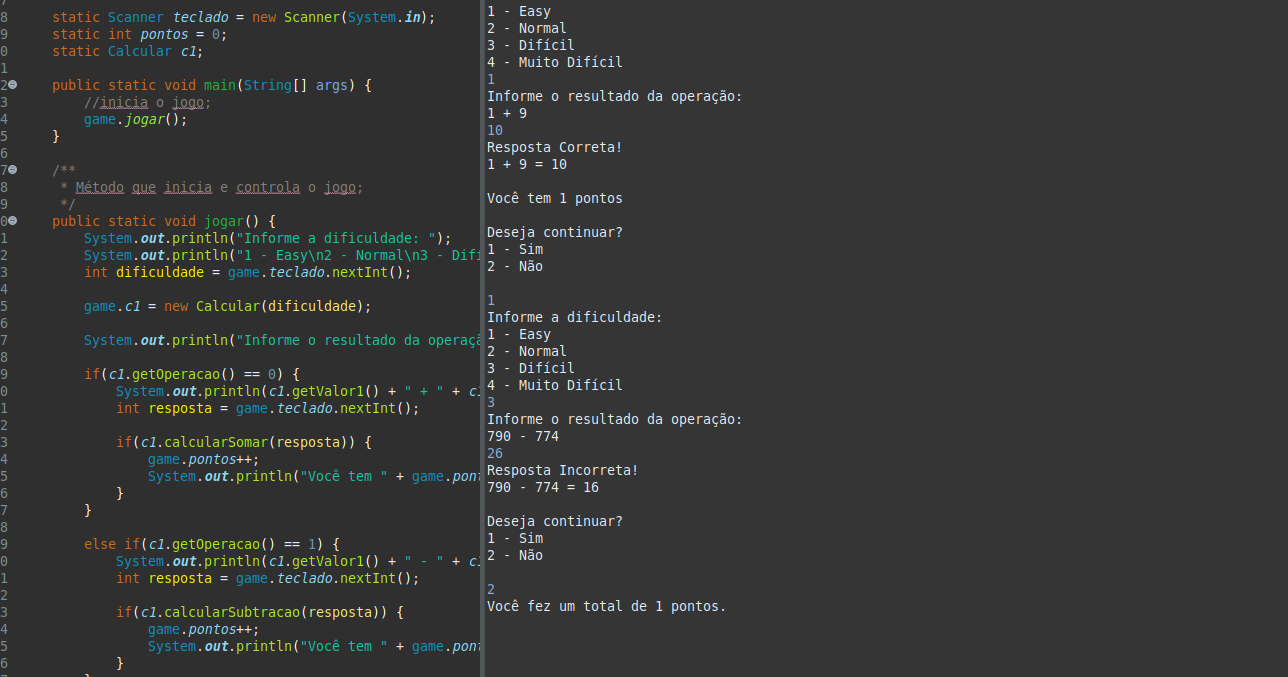 8 static Scanner teclado = new Scanner(System.in);
9 static int pontos = 0;
0 static Calcular c1;
1
2 public static void main(String[] args) {
3 //inicia o jogo;
4 game.jogar();
5 }
6
7 /**
8 * Método que inicia e controla o jogo;
9 */
0 public static void jogar() {
1 System.out.println("Informe a dificuldade: ");
2 System.out.println("1 - Easy\n2 - Normal\n3 - Difí
3 int dificuldade = game.teclado.nextInt();
4
5 game.c1 = new Calcular(dificuldade);
6
7 System.out.println("Informe o resultado da operaçã
8
9 if(c1.getOperacao() == 0) {
0 System.out.println(c1.getValor1() + " + " + c1
1 int resposta = game.teclado.nextInt();
2
3 if(c1.calcularSomar(resposta)) {
4 game.pontos++;
5 System.out.println("Você tem " + game.pont
6 }
7 }
8
9 else if(c1.getOperacao() == 1) {
0 System.out.println(c1.getValor1() + " - " + c1
1 int resposta = game.teclado.nextInt();
2
3 if(c1.calcularSubtracao(resposta)) {
4 game.pontos++;
5 System.out.println("Você tem " + game.pont
6 }
1 - Easy
2 - Normal
3 - Difícil
4 - Muito Difícil
1
Informe o resultado da operação:
1 + 9
10
Resposta Correta!
1 + 9 = 10
Você tem 1 pontos
Deseja continuar?
1 - Sim
2 - Não
1
Informe a dificuldade:
1 - Easy
2 - Normal
3 - Difícil
4 - Muito Difícil
3
Informe o resultado da operação:
790 - 774
26
Resposta Incorreta!
790 - 774 = 16
Deseja continuar?
1 - Sim
2 - Não
2
Você fez um total de 1 pontos.